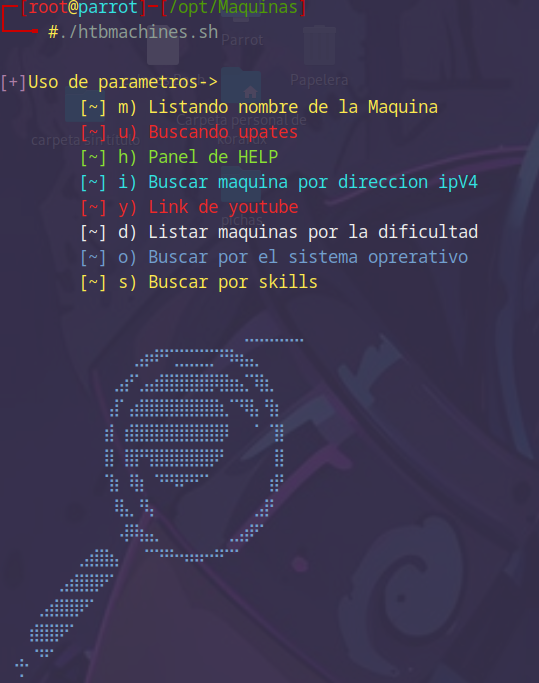 [root@parrot]─[/opt/Maquinas]
#./htbmachines.sh
Parrot
[+]Uso de parametros->
Papelera
[~] m) Listando nombre de la Maquina
Carpeta personal de
[~] u) Buscando upates
carpeta sin título
[~] h) Panel de HELP
[~] i) Buscar maquina por direccion ipV4
[~] y) Link de youtube
[~] d) Listar maquinas por la dificultad
[~] o) Buscar por el sistema oprerativo
[~] s) Buscar por skills